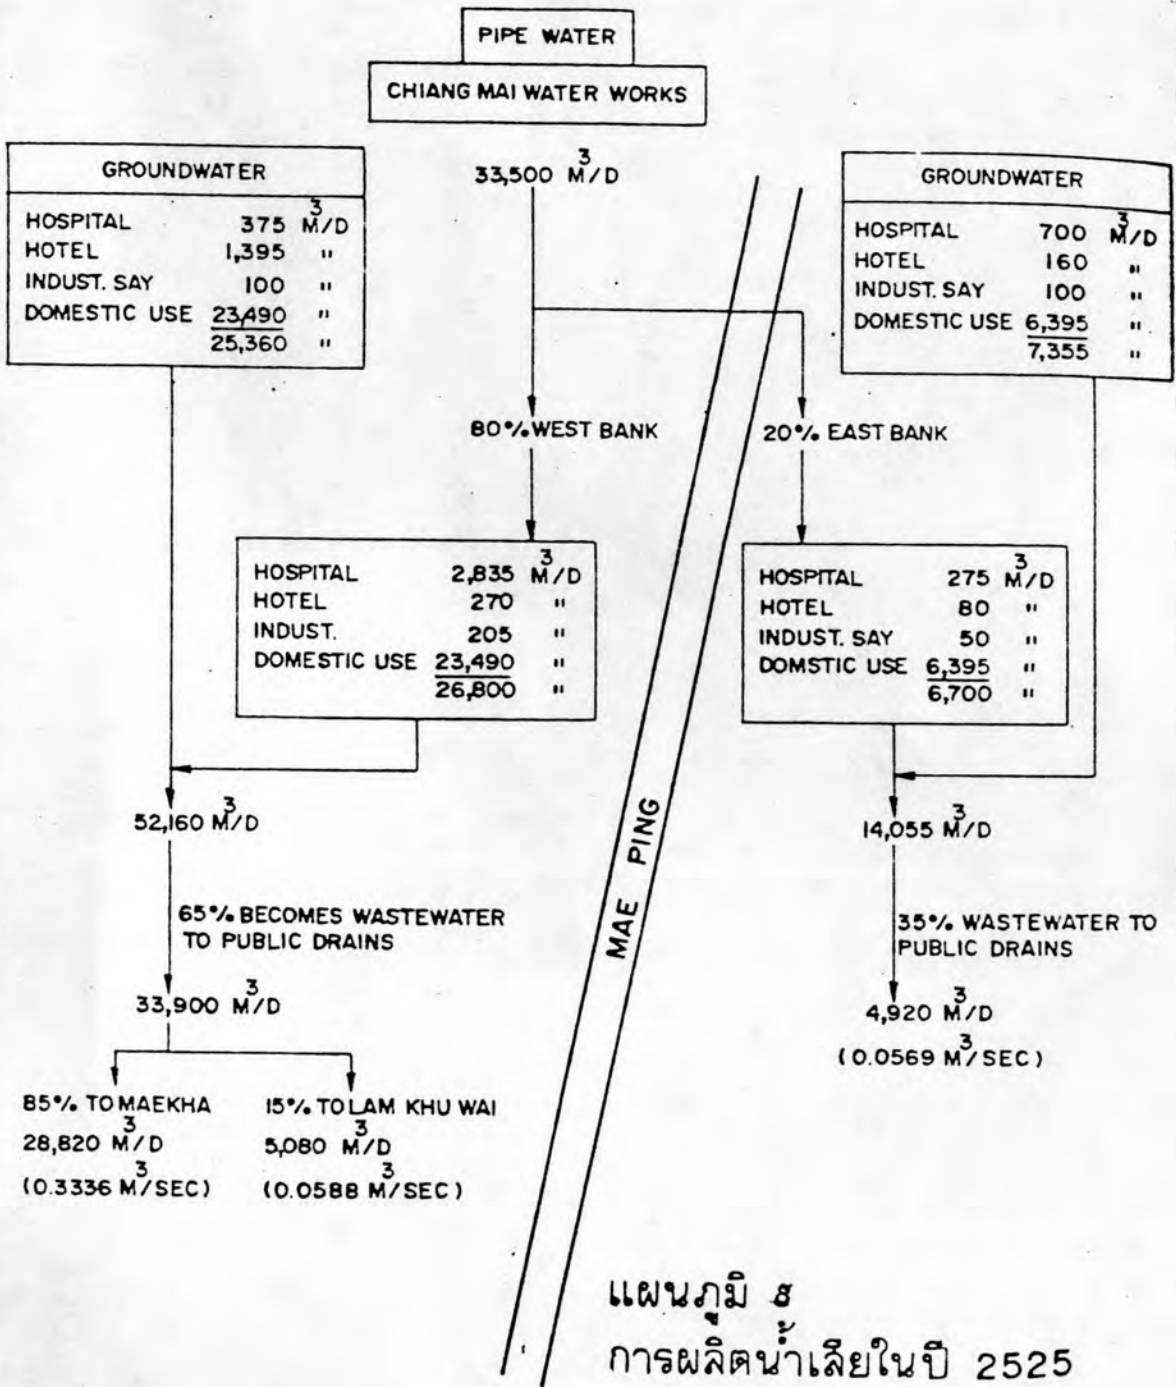 PIPE WATER
CHIANG MAI WATER WORKS
33,500 M³/D
GROUNDWATER
HOSPITAL 375 M³/D
HOTEL 1,395 "
INDUST. SAY 100 "
DOMESTIC USE 23,490 "
25,360 "
GROUNDWATER
HOSPITAL 700 M³/D
HOTEL 160 "
INDUST. SAY 100 "
DOMESTIC USE 6,395 "
7,355 "
80% WEST BANK
20% EAST BANK
HOSPITAL 2,835 M³/D
HOTEL 270 "
INDUST. 205 "
DOMESTIC USE 23,490 "
26,800 "
HOSPITAL 275 M³/D
HOTEL 80 "
INDUST. SAY 50 "
DOMSTIC USE 6,395 "
6,700 "
MAE PING
52,160 M³/D
65% BECOMES WASTEWATER
TO PUBLIC DRAINS
33,900 M³/D
85% TO MAEKHA
28,820 M³/D
(0.3336 M³/SEC)
15% TO LAM KHU WAI
5,080 M³/D
(0.0588 M³/SEC)
14,055 M³/D
35% WASTEWATER TO
PUBLIC DRAINS
4,920 M³/D
(0.0569 M³/SEC)
แผนภูมิ
การผลิตน้ำเสียในปี 2525